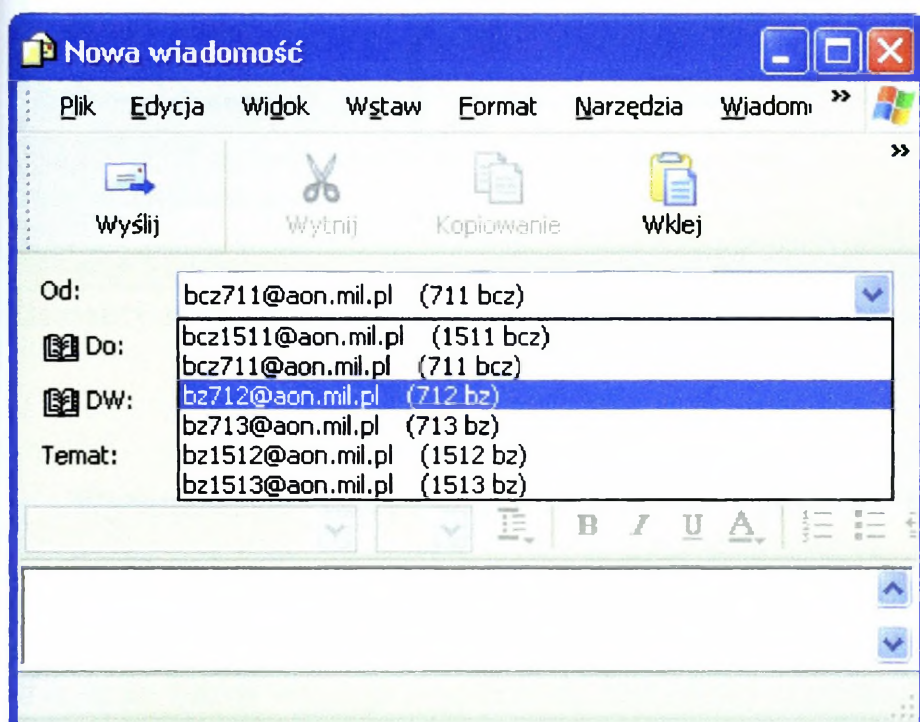 Nowa wiadomość
Plik Edycja Widok Wstaw Format Narzędzia Wiadomı »
»
Wyślij Wytnij Kopiowanie Wklej
Od: bcz711@aon.mil.pl (711 bcz)
bcz1511@aon.mil.pl (1511 bcz)
Do: bcz711@aon.mil.pl (711 bcz)
DW: bz712@aon.mil.pl (712 bz)
bz713@aon.mil.pl (713 bz)
Temat: bz1512@aon.mil.pl (1512 bz)
bz1513@aon.mil.pl (1513 bz)
B I U A